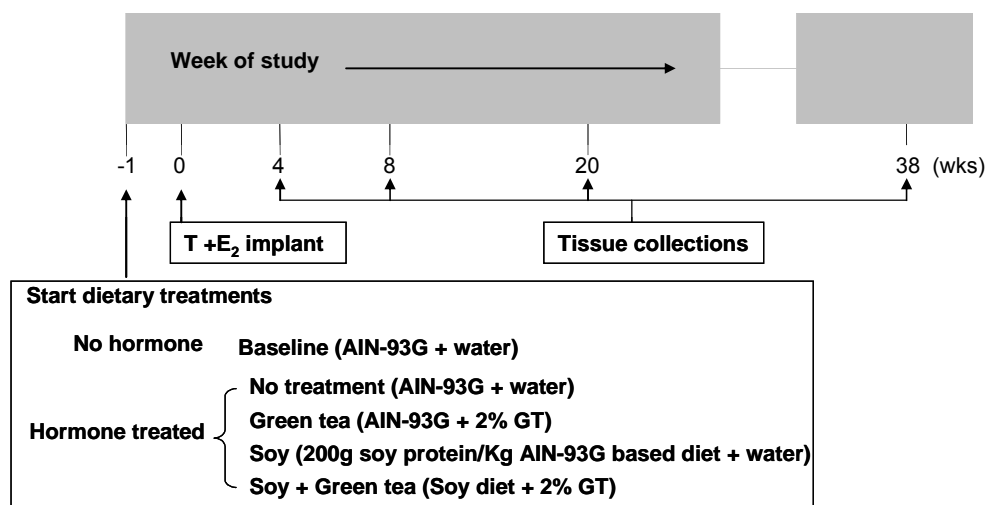 Week of study
-1 0 4 8 20 38 (wks)
T +E₂ implant
Tissue collections
Start dietary treatments
No hormone Baseline (AIN-93G + water)
No treatment (AIN-93G + water)
Green tea (AIN-93G + 2% GT)
Hormone treated
Soy (200g soy protein/Kg AIN-93G based diet + water)
Soy + Green tea (Soy diet + 2% GT)